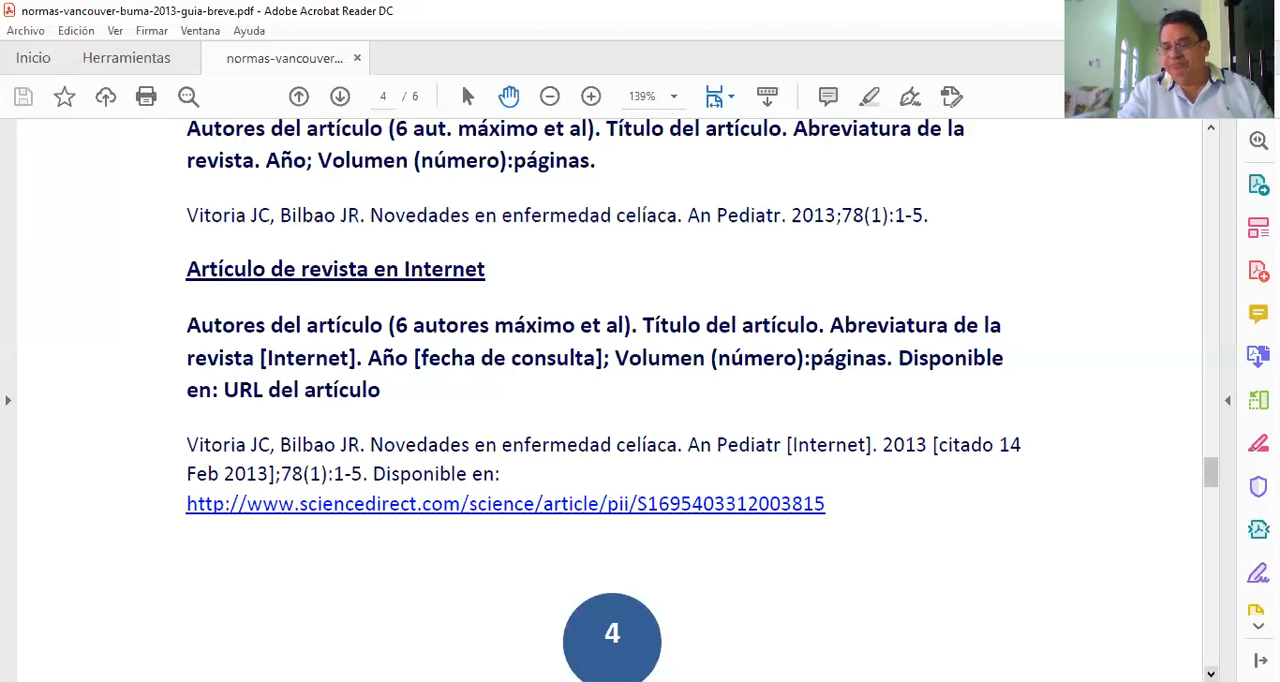 normas-vancouver-buma-2013-guia-breve.pdf - Adobe Acrobat Reader DC
Archivo Edición Ver Firmar Ventana Ayuda
Inicio Herramientas normas-vancouver... ×
4 / 6 139%
Autores del artículo (6 aut. máximo et al). Título del artículo. Abreviatura de la
revista. Año; Volumen (número):páginas.
Vitoria JC, Bilbao JR. Novedades en enfermedad celíaca. An Pediatr. 2013;78(1):1-5.
Artículo de revista en Internet
Autores del artículo (6 autores máximo et al). Título del artículo. Abreviatura de la
revista [Internet]. Año [fecha de consulta]; Volumen (número):páginas. Disponible
en: URL del artículo
Vitoria JC, Bilbao JR. Novedades en enfermedad celíaca. An Pediatr [Internet]. 2013 [citado 14
Feb 2013];78(1):1-5. Disponible en:
http://www.sciencedirect.com/science/article/pii/S1695403312003815
4